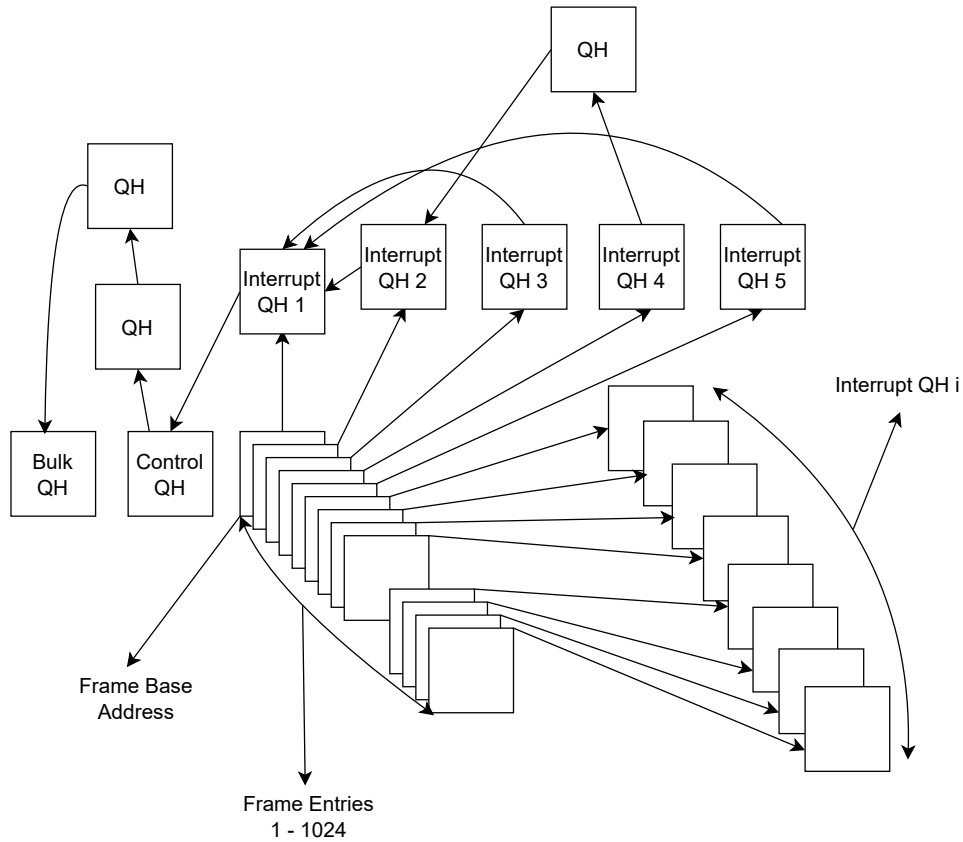 QH
QH
Interrupt
QH 1
Interrupt
QH 2
Interrupt
QH 3
Interrupt
QH 4
Interrupt
QH 5
QH
Interrupt QH i
Bulk
QH
Control
QH
Frame Base
Address
Frame Entries
1 - 1024